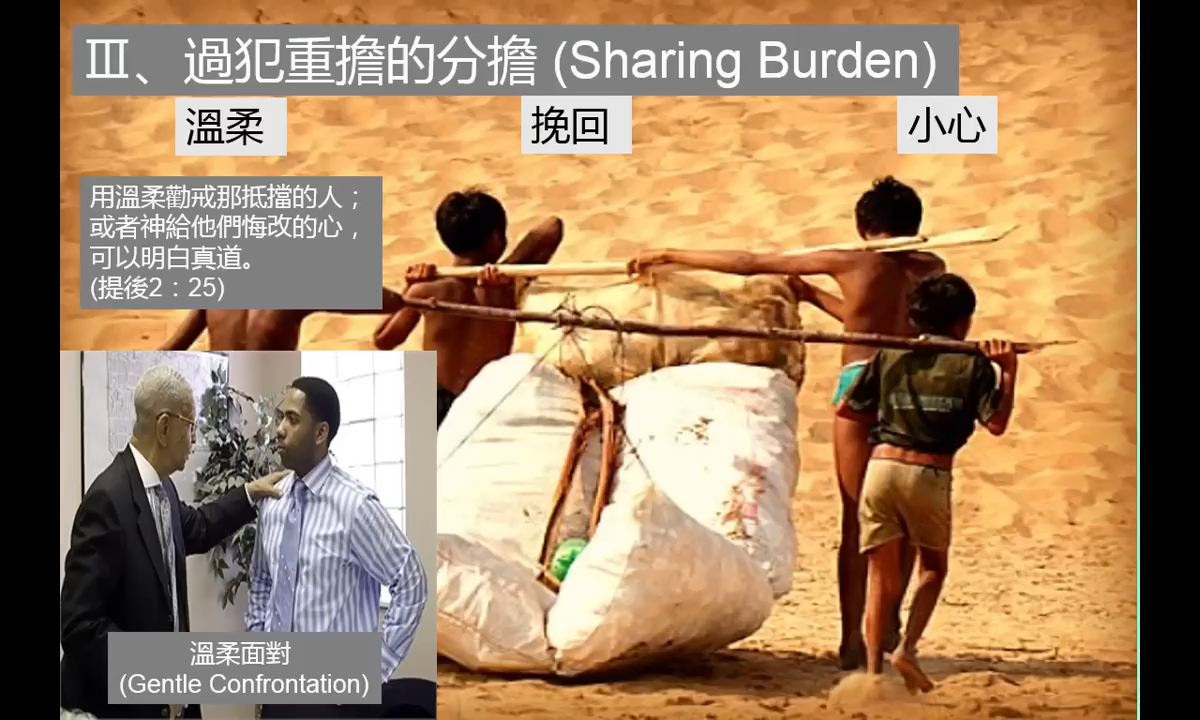 III、過犯重擔的分擔 (Sharing Burden)
溫柔 挽回 小心
用溫柔勸戒那抵擋的人；
或者神給他們悔改的心，
可以明白真道。
(提後2：25)
溫柔面對
(Gentle Confrontation)